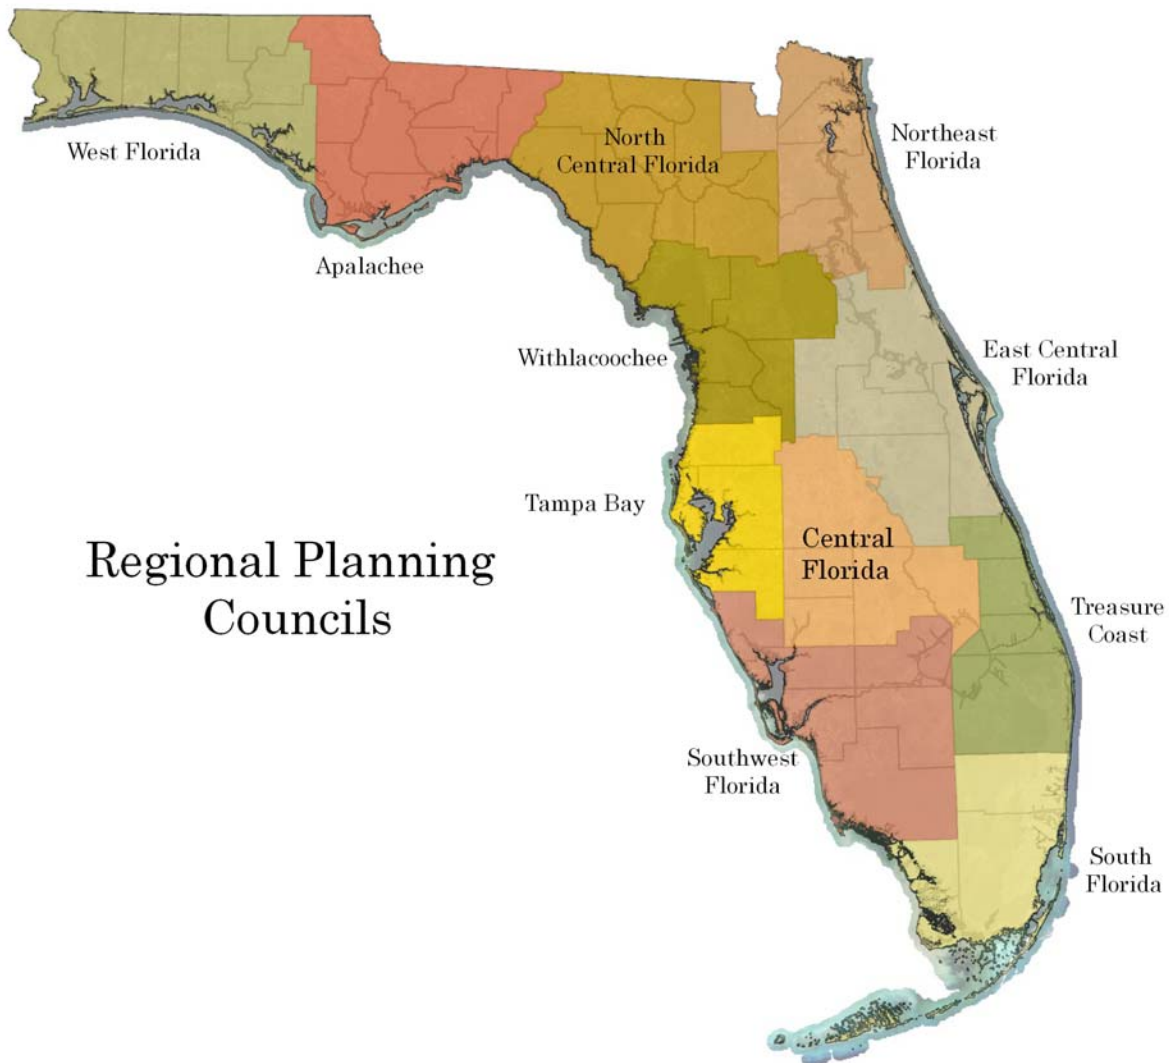 West Florida
Apalachee
North
Central Florida
Northeast
Florida
Withlacoochee
East Central
Florida
Tampa Bay
Central
Florida
Regional Planning
Councils
Treasure
Coast
Southwest
Florida
South
Florida